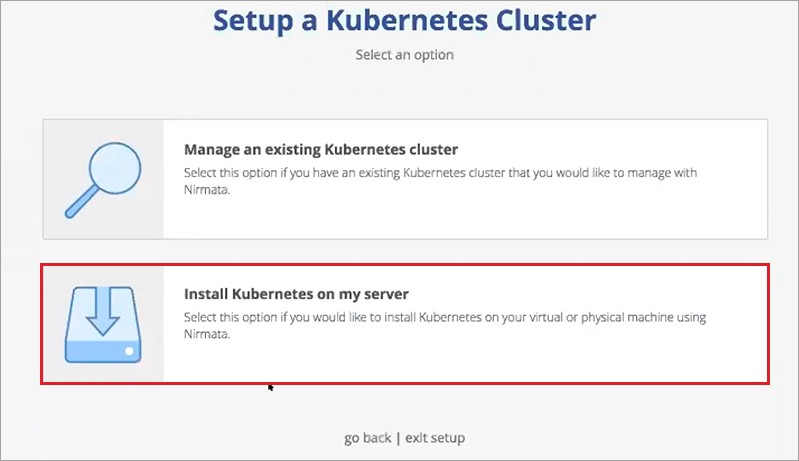 Setup a Kubernetes Cluster
Select an option
Manage an existing Kubernetes cluster
Select this option if you have an existing Kubernetes cluster that you would like to manage with
Nirmata.
Install Kubernetes on my server
Select this option if you would like to install Kubernetes on your virtual or physical machine using
Nirmata.
go back | exit setup